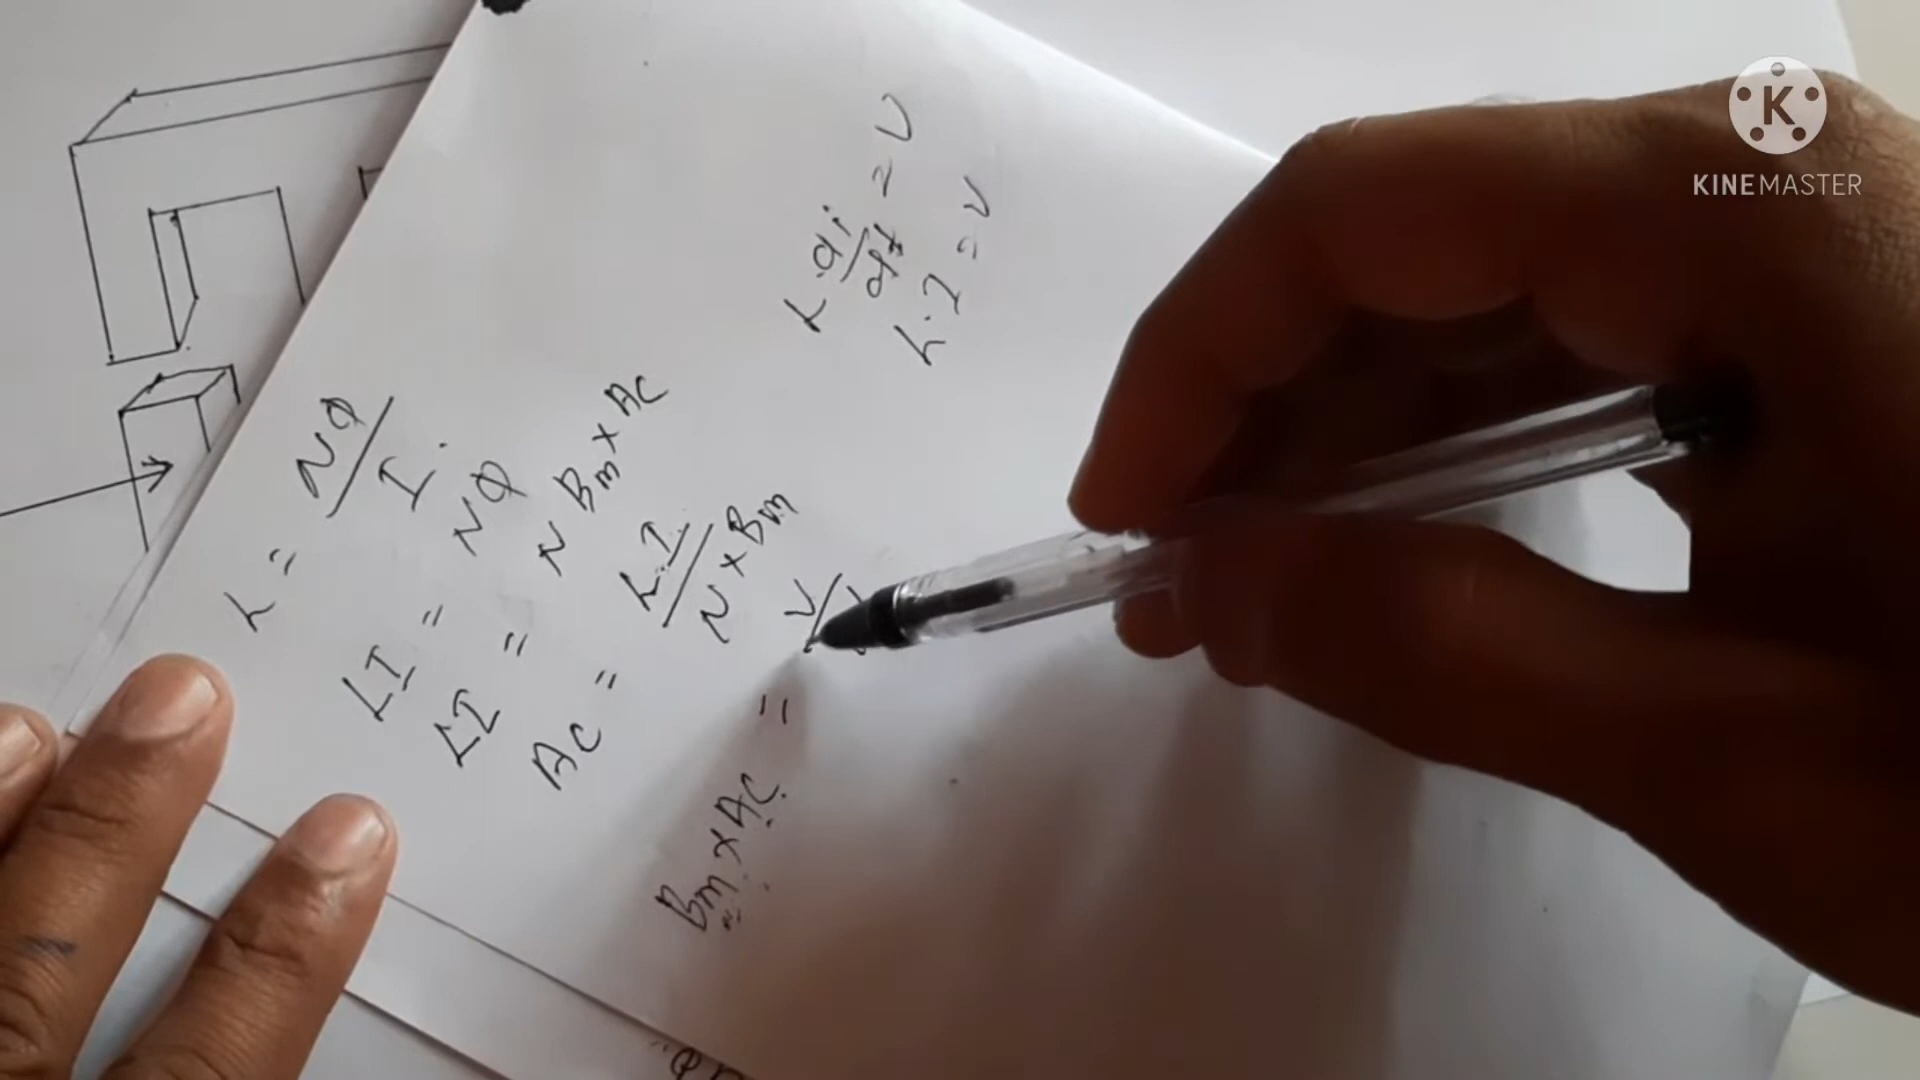 L = NΦ/I.
LI = NΦ
LI = N Bm × Ac
Ac = L.I/N × Bm
Bm × Ac = V/
L.di/dt = V
L.I = V
KINEMASTER